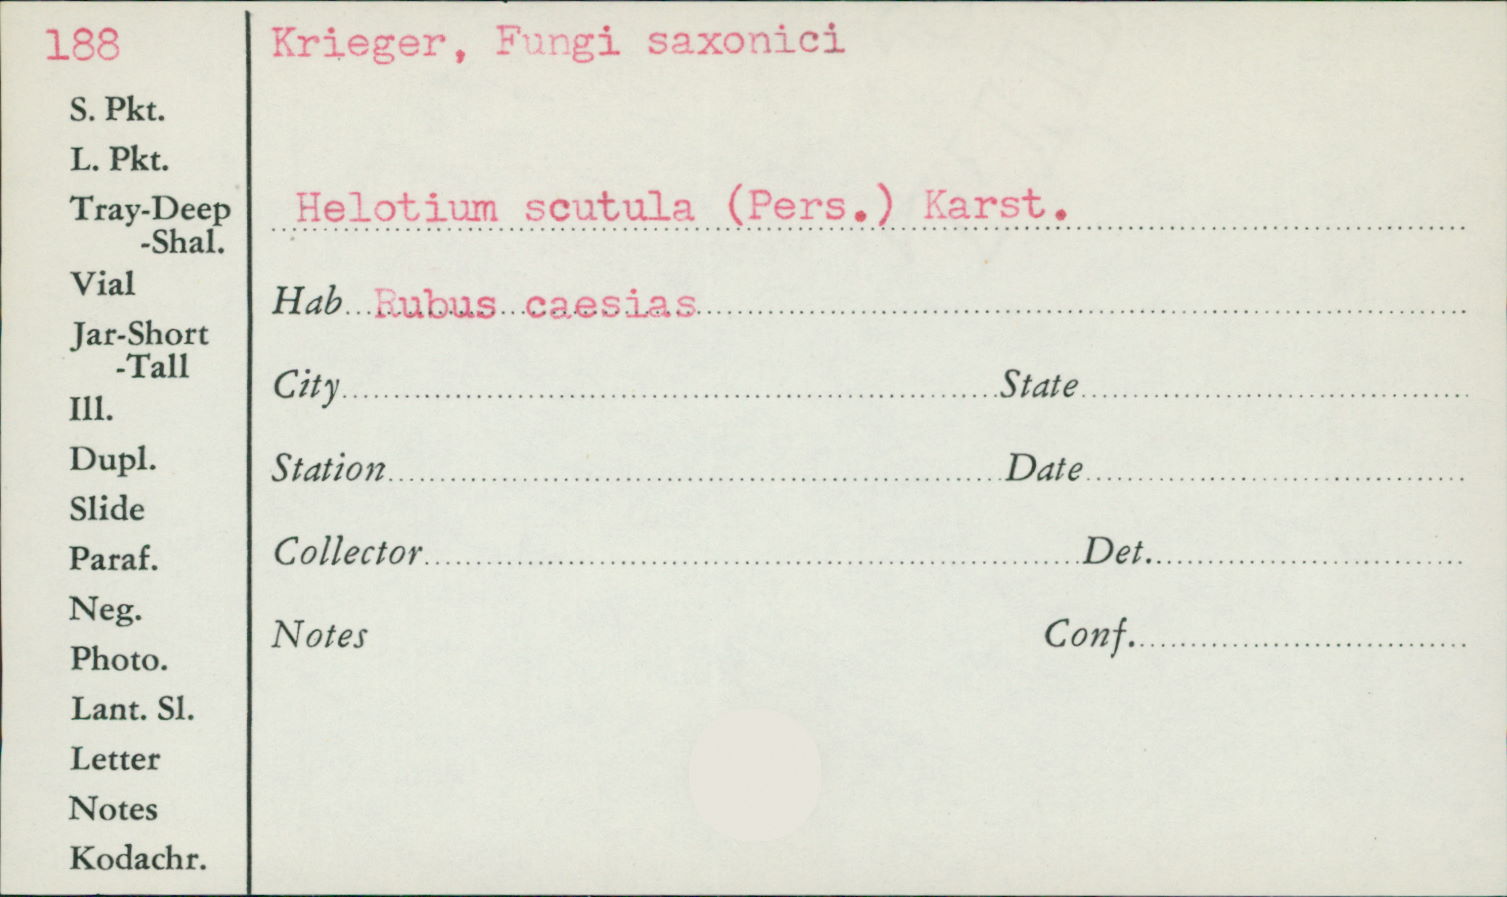 188
Krieger, Fungi saxonici
S. Pkt.
L. Pkt.
Tray-Deep
-Shal.
Vial
Jar-Short
-Tall
Ill.
Dupl.
Slide
Paraf.
Neg.
Photo.
Lant. Sl.
Letter
Notes
Kodachr.
Helotium scutula (Pers.) Karst.
Hab Rubus caesias
City State
Station Date
Collector Det.
Notes Conf.